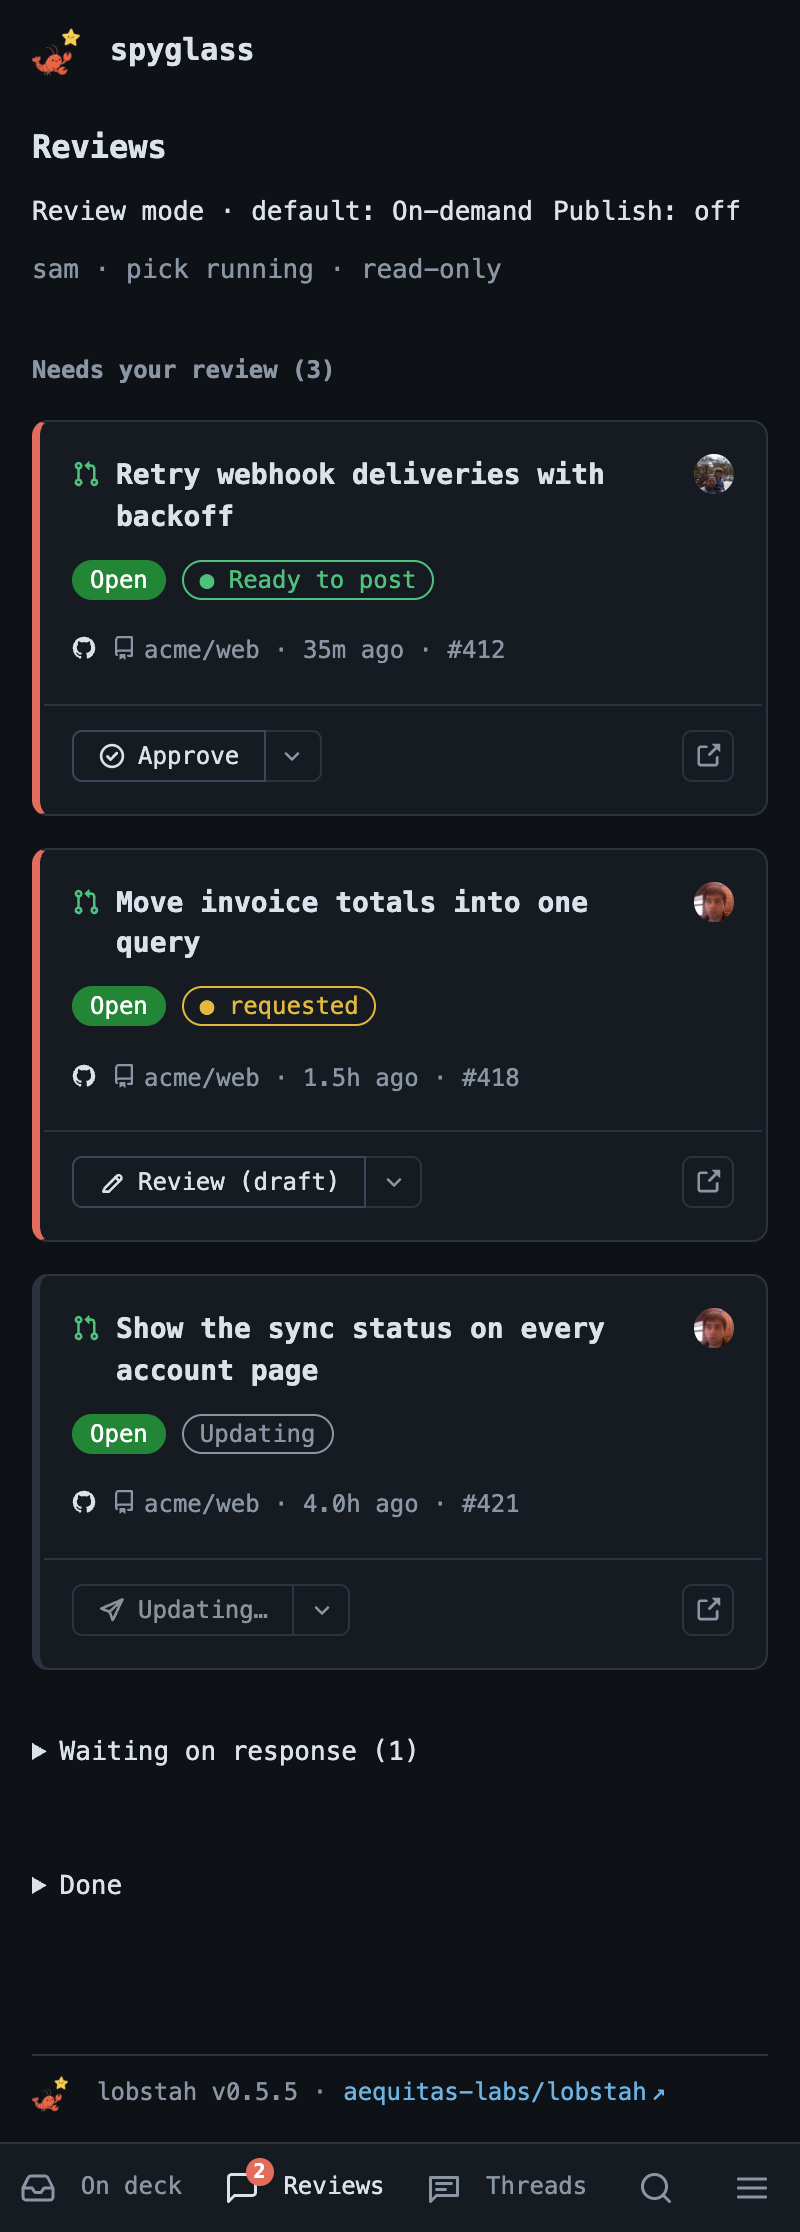 spyglass
Reviews
Review mode · default: On-demand Publish: off
sam · pick running · read-only
Needs your review (3)
Retry webhook deliveries with
backoff
Open ● Ready to post
acme/web · 35m ago · #412
Approve
Move invoice totals into one
query
Open ● requested
acme/web · 1.5h ago · #418
Review (draft)
Show the sync status on every
account page
Open Updating
acme/web · 4.0h ago · #421
Updating…
▶ Waiting on response (1)
▶ Done
lobstah v0.5.5 · aequitas-labs/lobstah ↗
On deck 2 Reviews Threads